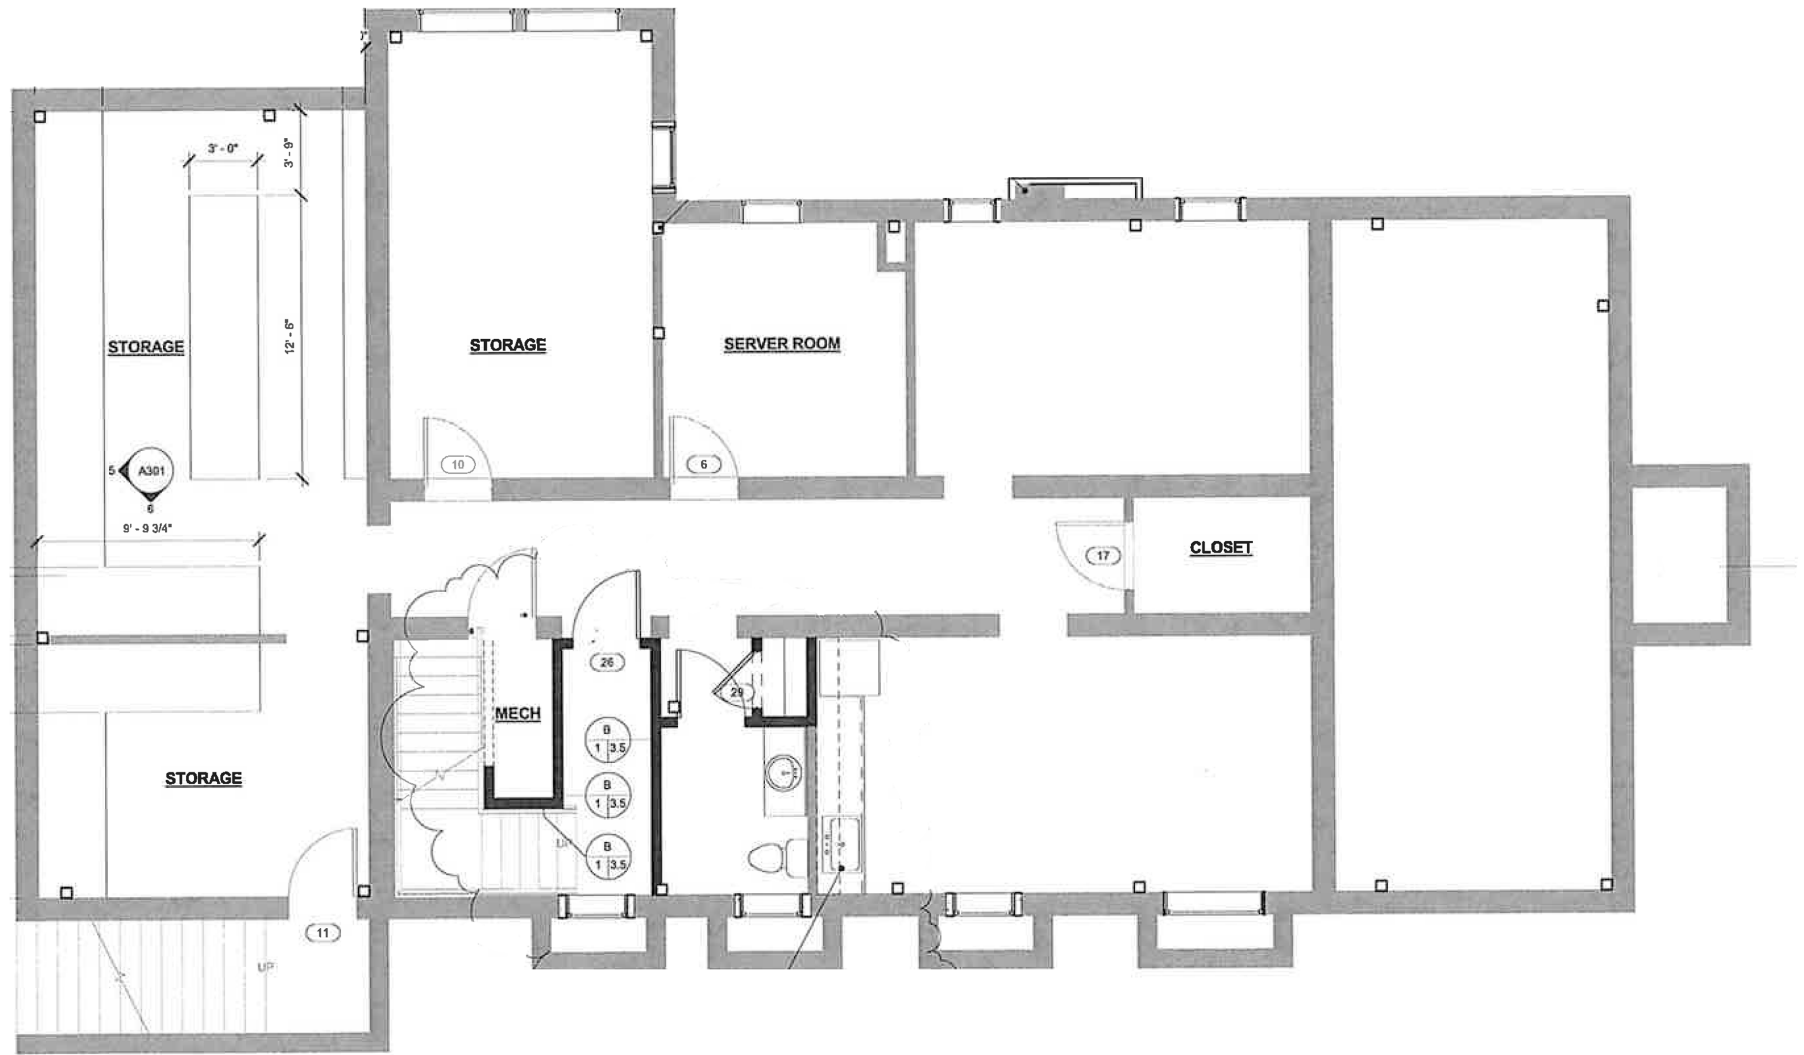 3' - 0"
3' - 9"
12' - 6"
STORAGE
STORAGE
SERVER ROOM
10
6
5
A301
6
9' - 9 3/4"
17
CLOSET
26
29
MECH
B
1 3.5
B
1 3.5
B
1 3.5
STORAGE
UP
11
UP